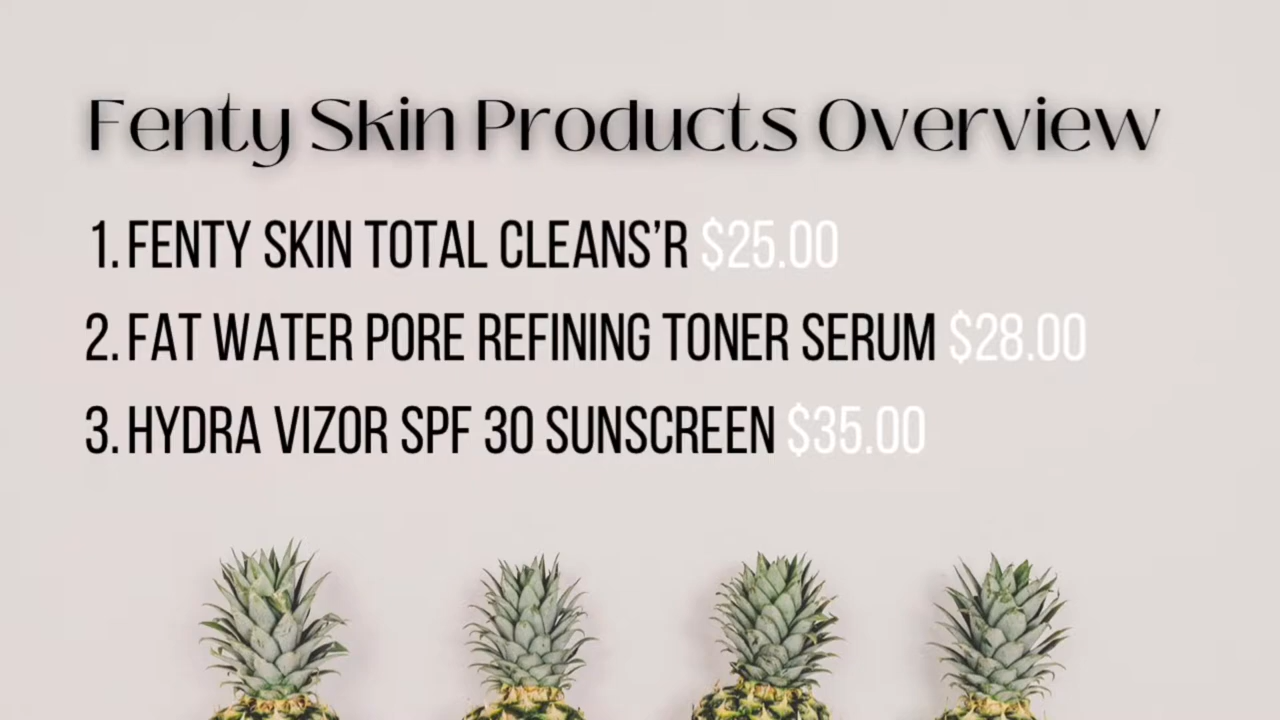 Fenty Skin Products Overview
1. FENTY SKIN TOTAL CLEANS’R $25.00
2. FAT WATER PORE REFINING TONER SERUM $28.00
3. HYDRA VIZOR SPF 30 SUNSCREEN $35.00